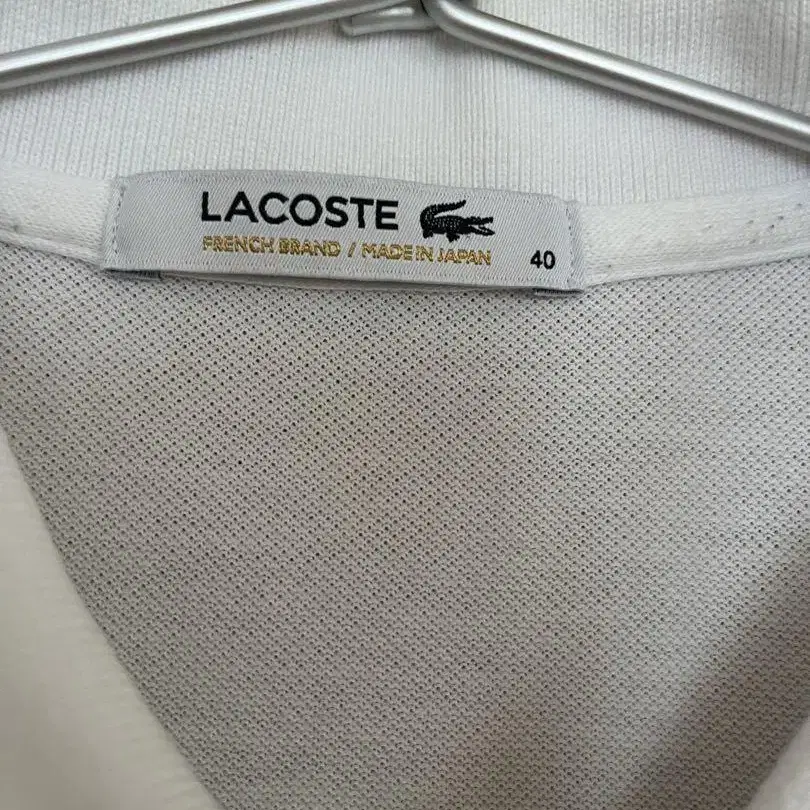 LACOSTE
FRENCH BRAND / MADE IN JAPAN
40